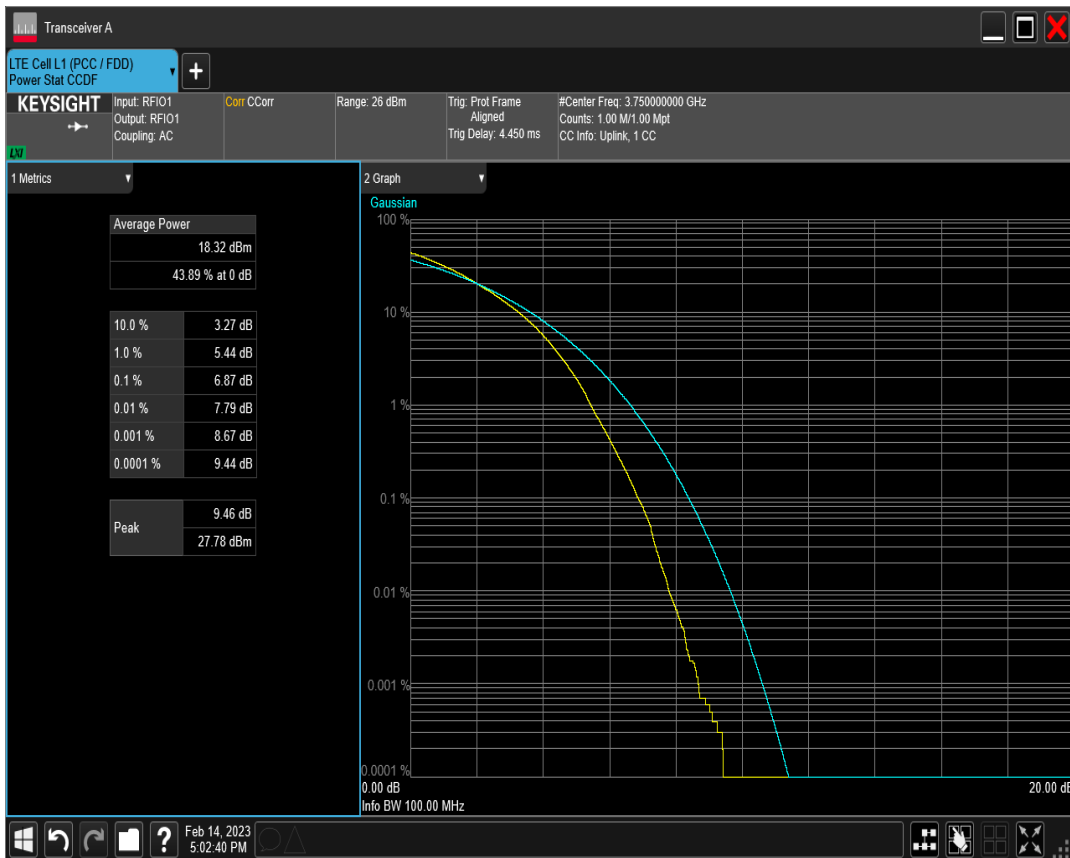 Transceiver A
LTE Cell L1 (PCC / FDD)
Power Stat CCDF
KEYSIGHT
LXI
Input: RFIO1
Output: RFIO1
Coupling: AC
Corr CCorr
Range: 26 dBm
Trig: Prot Frame
Aligned
Trig Delay: 4.450 ms
#Center Freq: 3.750000000 GHz
Counts: 1.00 M/1.00 Mpt
CC Info: Uplink, 1 CC
1 Metrics
Average Power
18.32 dBm
43.89 % at 0 dB
10.0 % 3.27 dB
1.0 % 5.44 dB
0.1 % 6.87 dB
0.01 % 7.79 dB
0.001 % 8.67 dB
0.0001 % 9.44 dB
Peak
9.46 dB
27.78 dBm
2 Graph
Gaussian
100 %
10 %
1 %
0.1 %
0.01 %
0.001 %
0.0001 %
0.00 dB 20.00 dB
Info BW 100.00 MHz
? Feb 14, 2023
5:02:40 PM